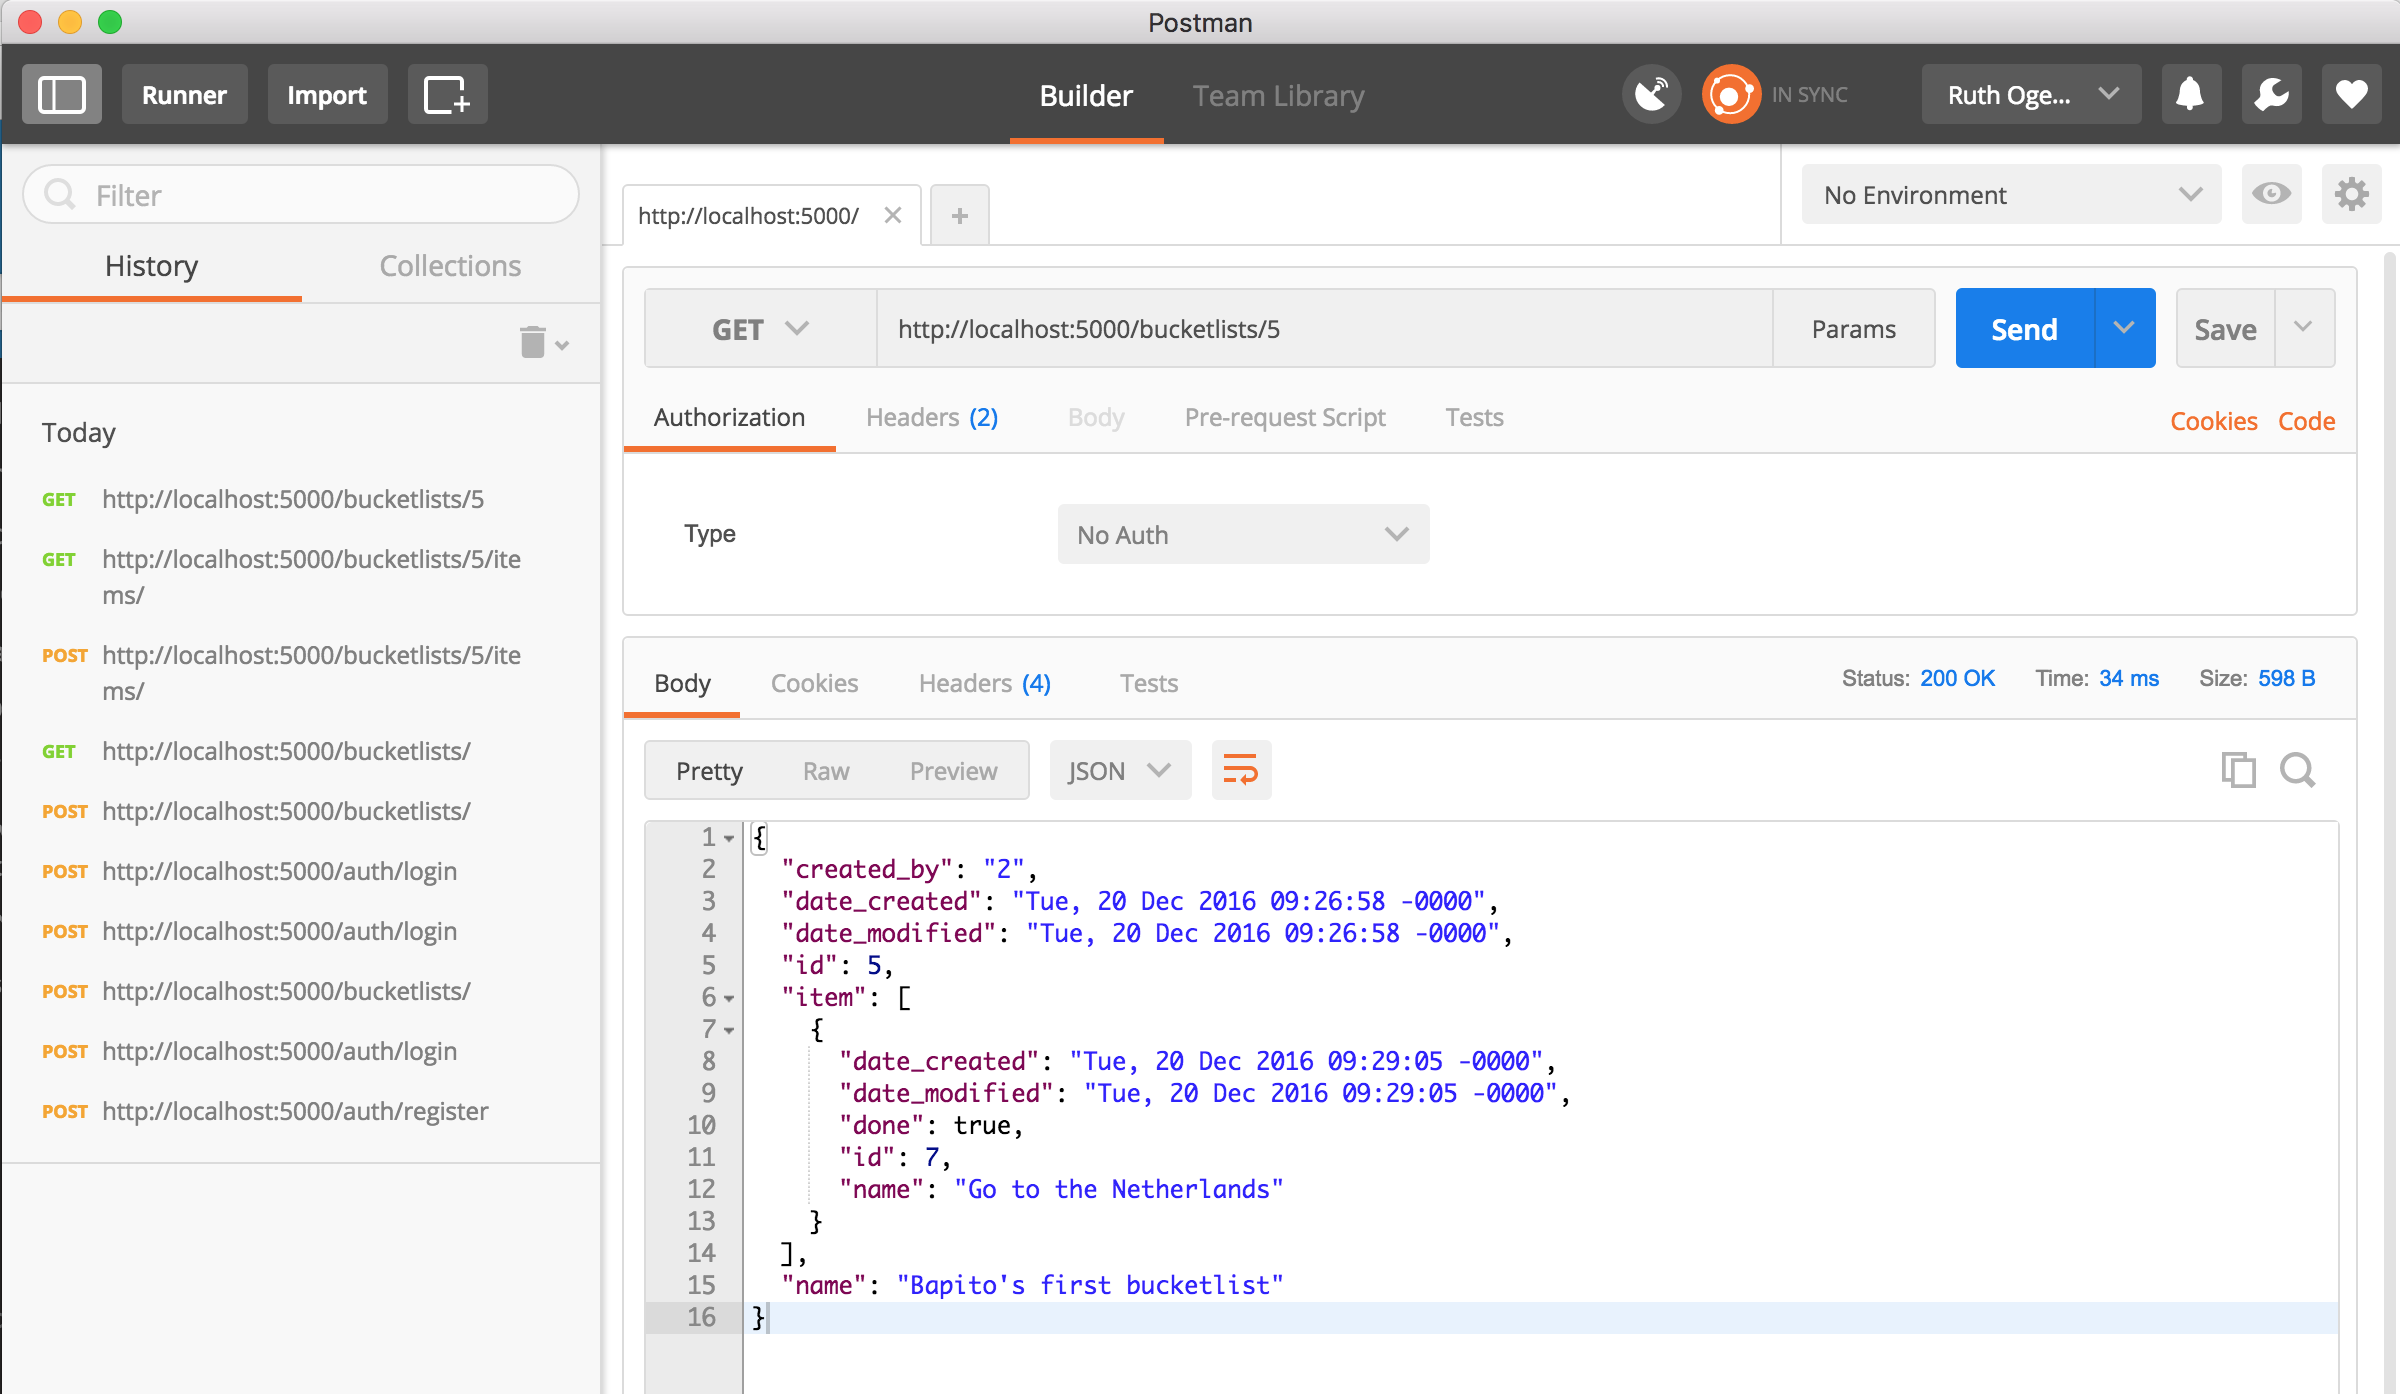 Postman
Runner
Import
Builder
Team Library
IN SYNC
Ruth Oge...
Filter
History
Collections
Today
GET http://localhost:5000/bucketlists/5
GET http://localhost:5000/bucketlists/5/ite
ms/
POST http://localhost:5000/bucketlists/5/ite
ms/
GET http://localhost:5000/bucketlists/
POST http://localhost:5000/bucketlists/
POST http://localhost:5000/auth/login
POST http://localhost:5000/auth/login
POST http://localhost:5000/bucketlists/
POST http://localhost:5000/auth/login
POST http://localhost:5000/auth/register
http://localhost:5000/
No Environment
GET http://localhost:5000/bucketlists/5 Params Send Save
Authorization Headers (2) Body Pre-request Script Tests Cookies Code
Type No Auth
Body Cookies Headers (4) Tests Status: 200 OK Time: 34 ms Size: 598 B
Pretty Raw Preview JSON
1 {
2 "created_by": "2",
3 "date_created": "Tue, 20 Dec 2016 09:26:58 -0000",
4 "date_modified": "Tue, 20 Dec 2016 09:26:58 -0000",
5 "id": 5,
6 "item": [
7 {
8 "date_created": "Tue, 20 Dec 2016 09:29:05 -0000",
9 "date_modified": "Tue, 20 Dec 2016 09:29:05 -0000",
10 "done": true,
11 "id": 7,
12 "name": "Go to the Netherlands"
13 }
14 ],
15 "name": "Bapito's first bucketlist"
16 }